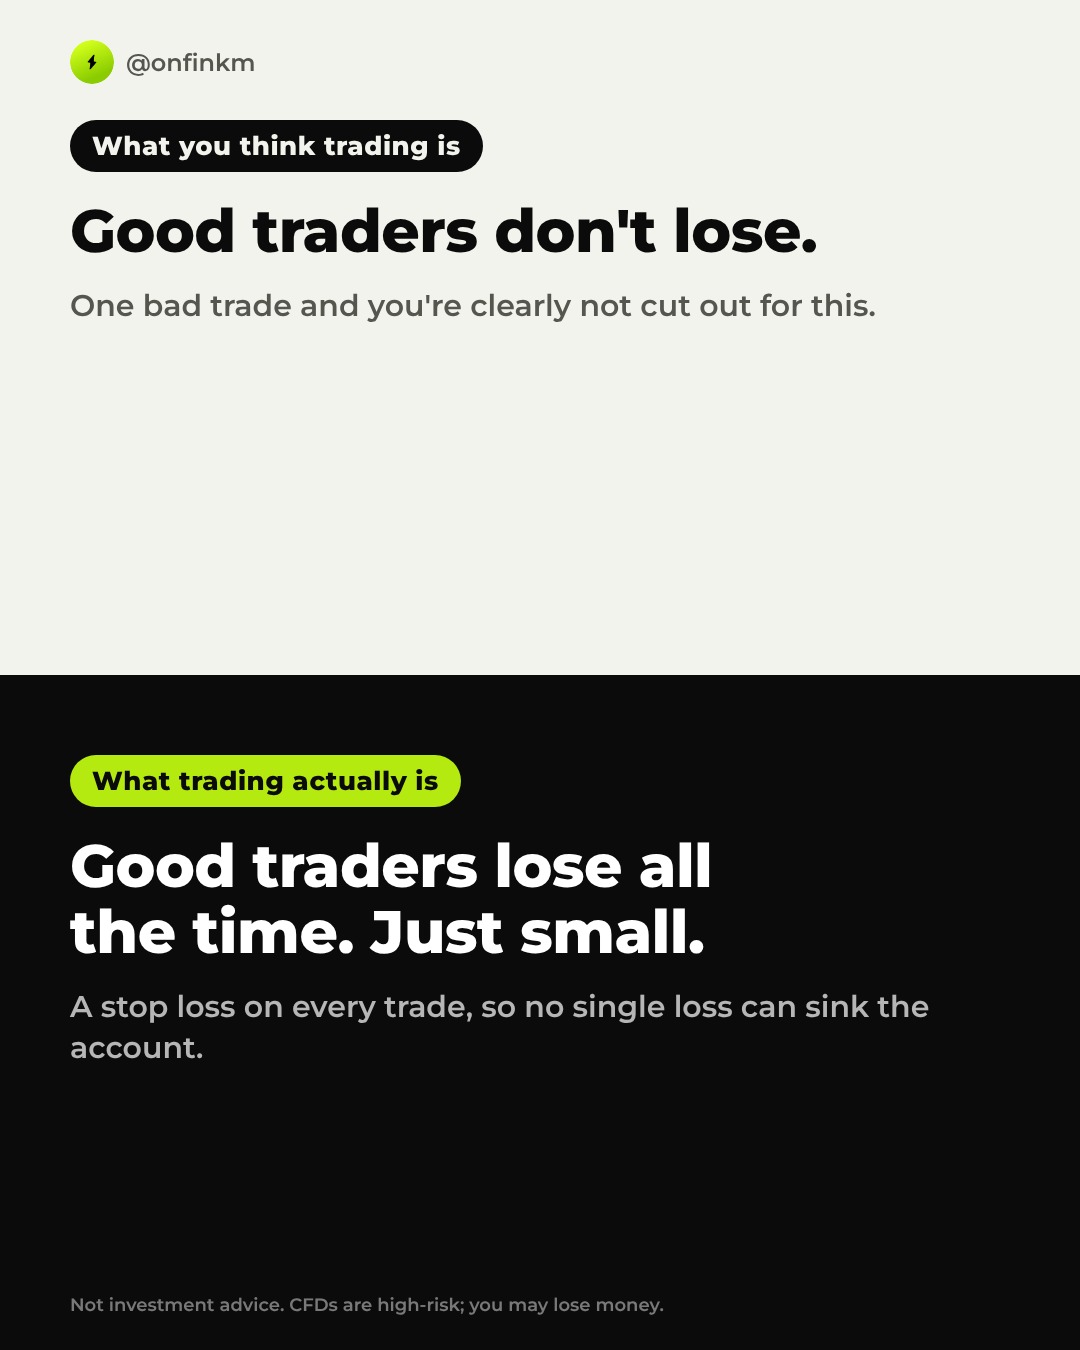 @onfinkm
What you think trading is
Good traders don't lose.
One bad trade and you're clearly not cut out for this.
What trading actually is
Good traders lose all
the time. Just small.
A stop loss on every trade, so no single loss can sink the
account.
Not investment advice. CFDs are high-risk; you may lose money.